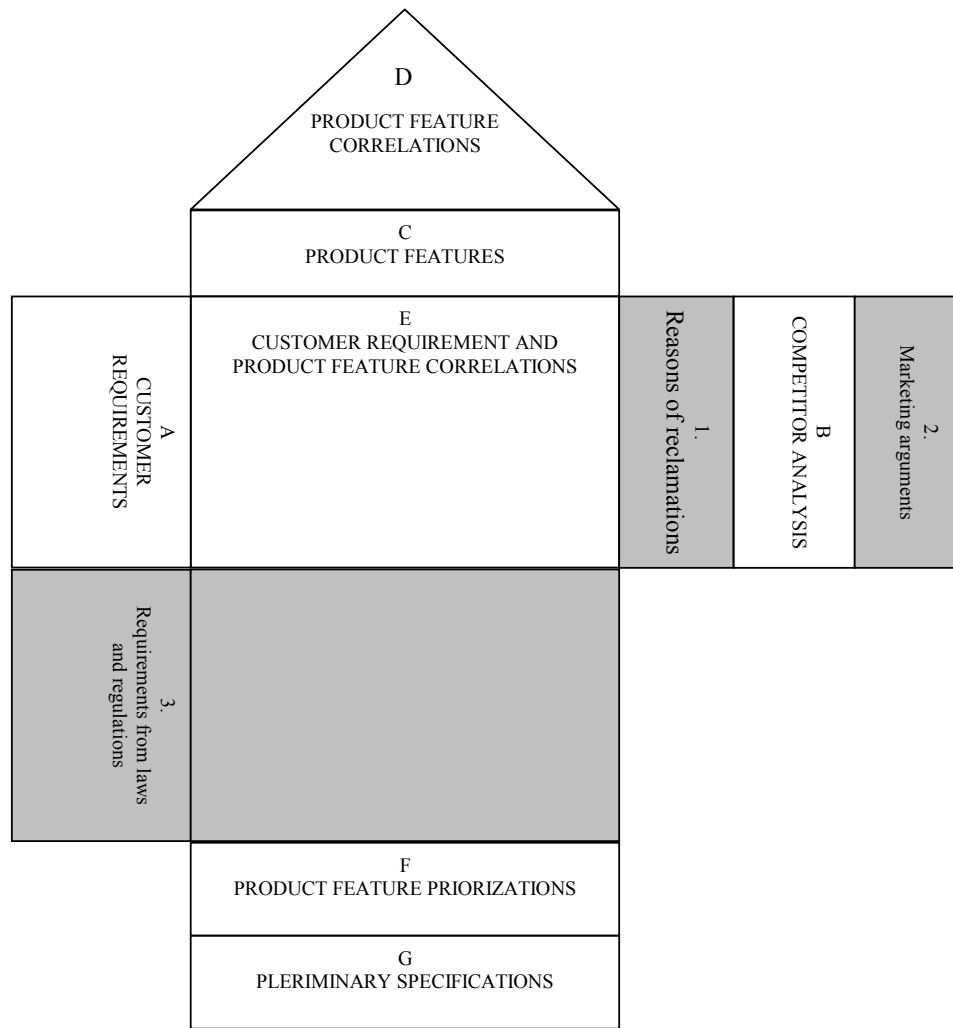 D
PRODUCT FEATURE
CORRELATIONS
C
PRODUCT FEATURES
A
CUSTOMER
REQUIREMENTS
E
CUSTOMER REQUIREMENT AND
PRODUCT FEATURE CORRELATIONS
1.
Reasons of reclamations
B
COMPETITOR ANALYSIS
2.
Marketing arguments
3.
Requirements from laws
and regulations
F
PRODUCT FEATURE PRIORIZATIONS
G
PLERIMINARY SPECIFICATIONS